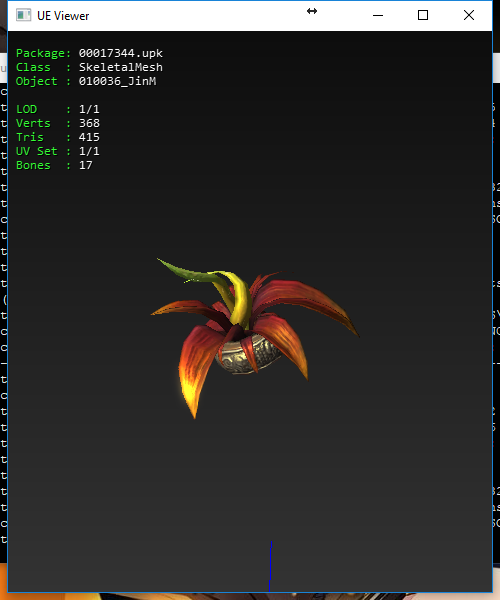 UE Viewer
Package: 00017344.upk
Class : SkeletalMesh
Object : 010036_JinM
LOD : 1/1
Verts : 368
Tris : 415
UV Set : 1/1
Bones : 17